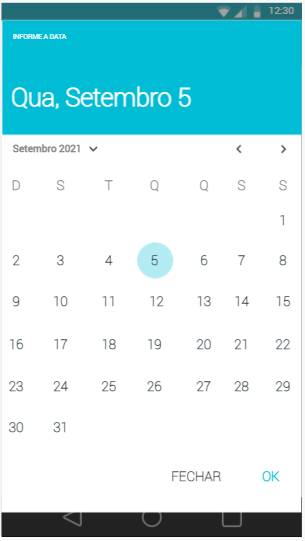 12:30
INFORME A DATA
Qua, Setembro 5
Setembro 2021
D S T Q Q S S
1
2 3 4 5 6 7 8
9 10 11 12 13 14 15
16 17 18 19 20 21 22
23 24 25 26 27 28 29
30 31
FECHAR OK